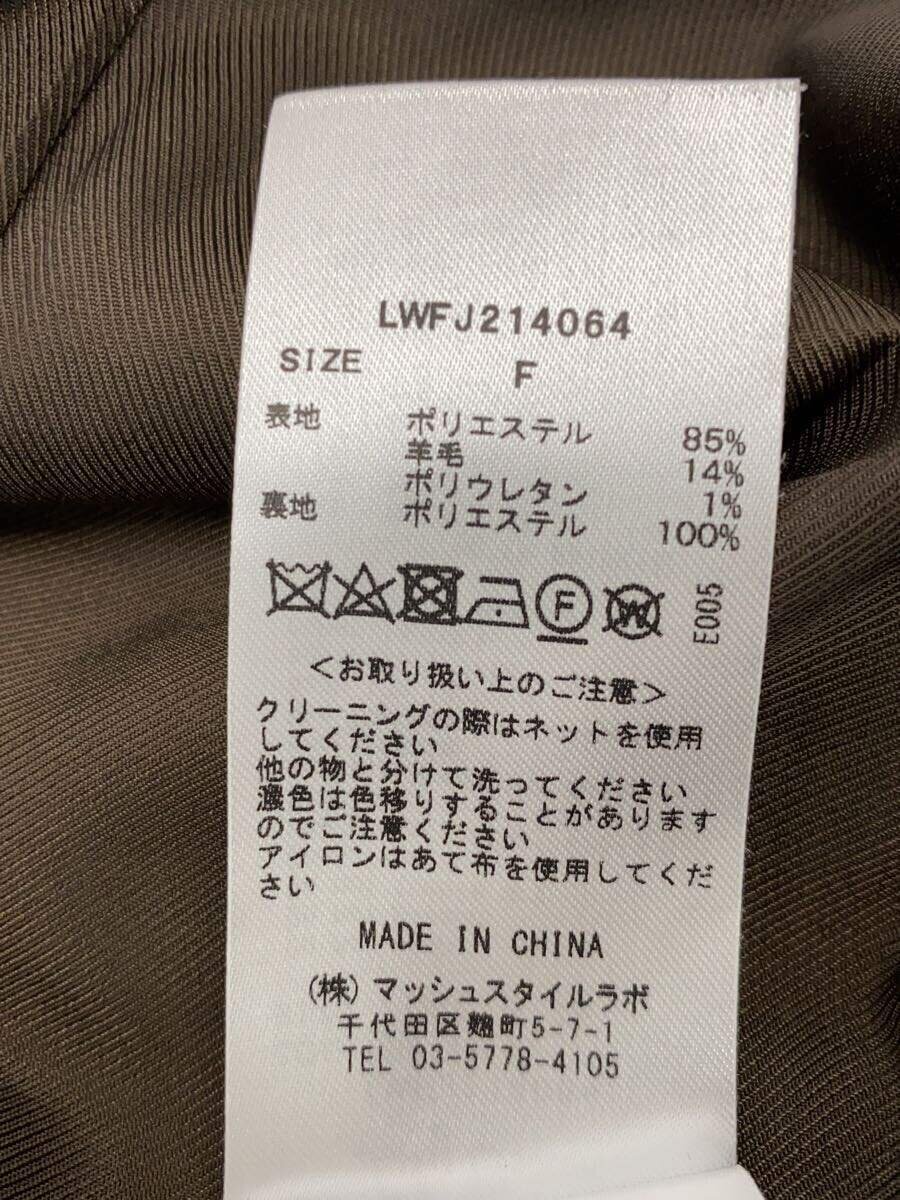 LWFJ214064
SIZE F
表地 ポリエステル 85%
羊毛 14%
ポリウレタン 1%
裏地 ポリエステル 100%
F W E005
<お取り扱い上のご注意>
クリーニングの際はネットを使用
してください
他の物と分けて洗ってください
濃色は色移りすることがあります
のでご注意ください
アイロンはあて布を使用してくだ
さい
MADE IN CHINA
(株)マッシュスタイルラボ
千代田区麹町5-7-1
TEL 03-5778-4105